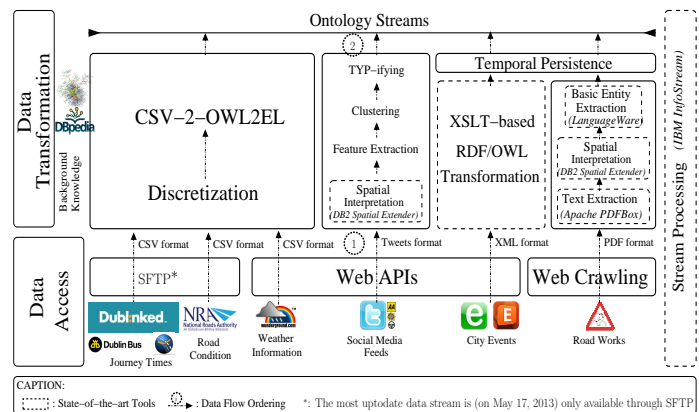 Ontology Streams
Data Transformation
Background Knowledge
DBpedia
CSV–2–OWL2EL
Discretization
2
TYP–ifying
Clustering
Feature Extraction
Spatial
Interpretation
(DB2 Spatial Extender)
Temporal Persistence
XSLT–based
RDF/OWL
Transformation
Basic Entity
Extraction
(LanguageWare)
Spatial
Interpretation
(DB2 Spatial Extender)
Text Extraction
(Apache PDFBox)
Stream Processing (IBM InfoStream)
CSV format
CSV format
CSV format
1
Tweets format
XML format
PDF format
Data Access
SFTP*
Web APIs
Web Crawling
Dublinked.
NRA
National Roads Authority
wunderground.com
AA
e
E
Dublin Bus
Journey Times
Road
Condition
Weather
Information
Social Media
Feeds
City Events
Road Works
CAPTION:
: State–of–the–art Tools
: Data Flow Ordering
*: The most uptodate data stream is (on May 17, 2013) only available through SFTP